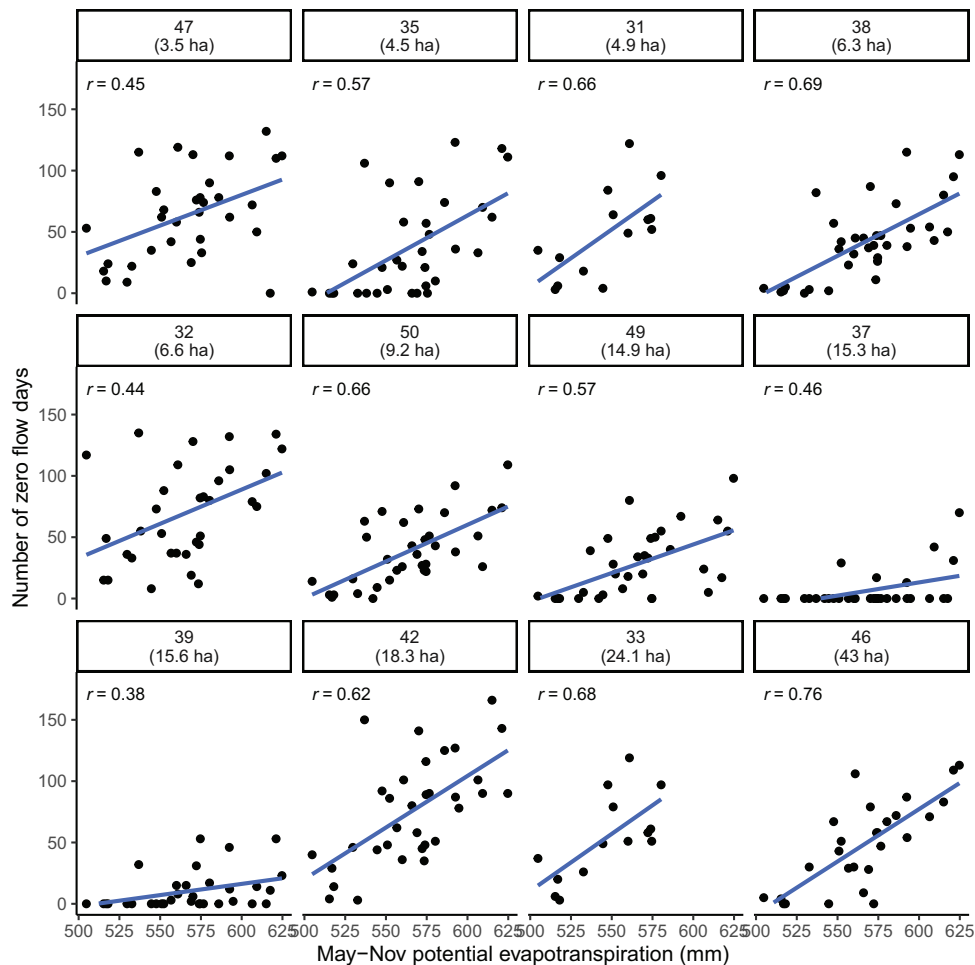 47
(3.5 ha)
35
(4.5 ha)
31
(4.9 ha)
38
(6.3 ha)
r = 0.45
r = 0.57
r = 0.66
r = 0.69
150
100
50
0
32
(6.6 ha)
50
(9.2 ha)
49
(14.9 ha)
37
(15.3 ha)
r = 0.44
r = 0.66
r = 0.57
r = 0.46
150
100
50
0
Number of zero flow days
39
(15.6 ha)
42
(18.3 ha)
33
(24.1 ha)
46
(43 ha)
r = 0.38
r = 0.62
r = 0.68
r = 0.76
150
100
50
0
500 525 550 575 600 625
500 525 550 575 600 625
500 525 550 575 600 625
500 525 550 575 600 625
May−Nov potential evapotranspiration (mm)